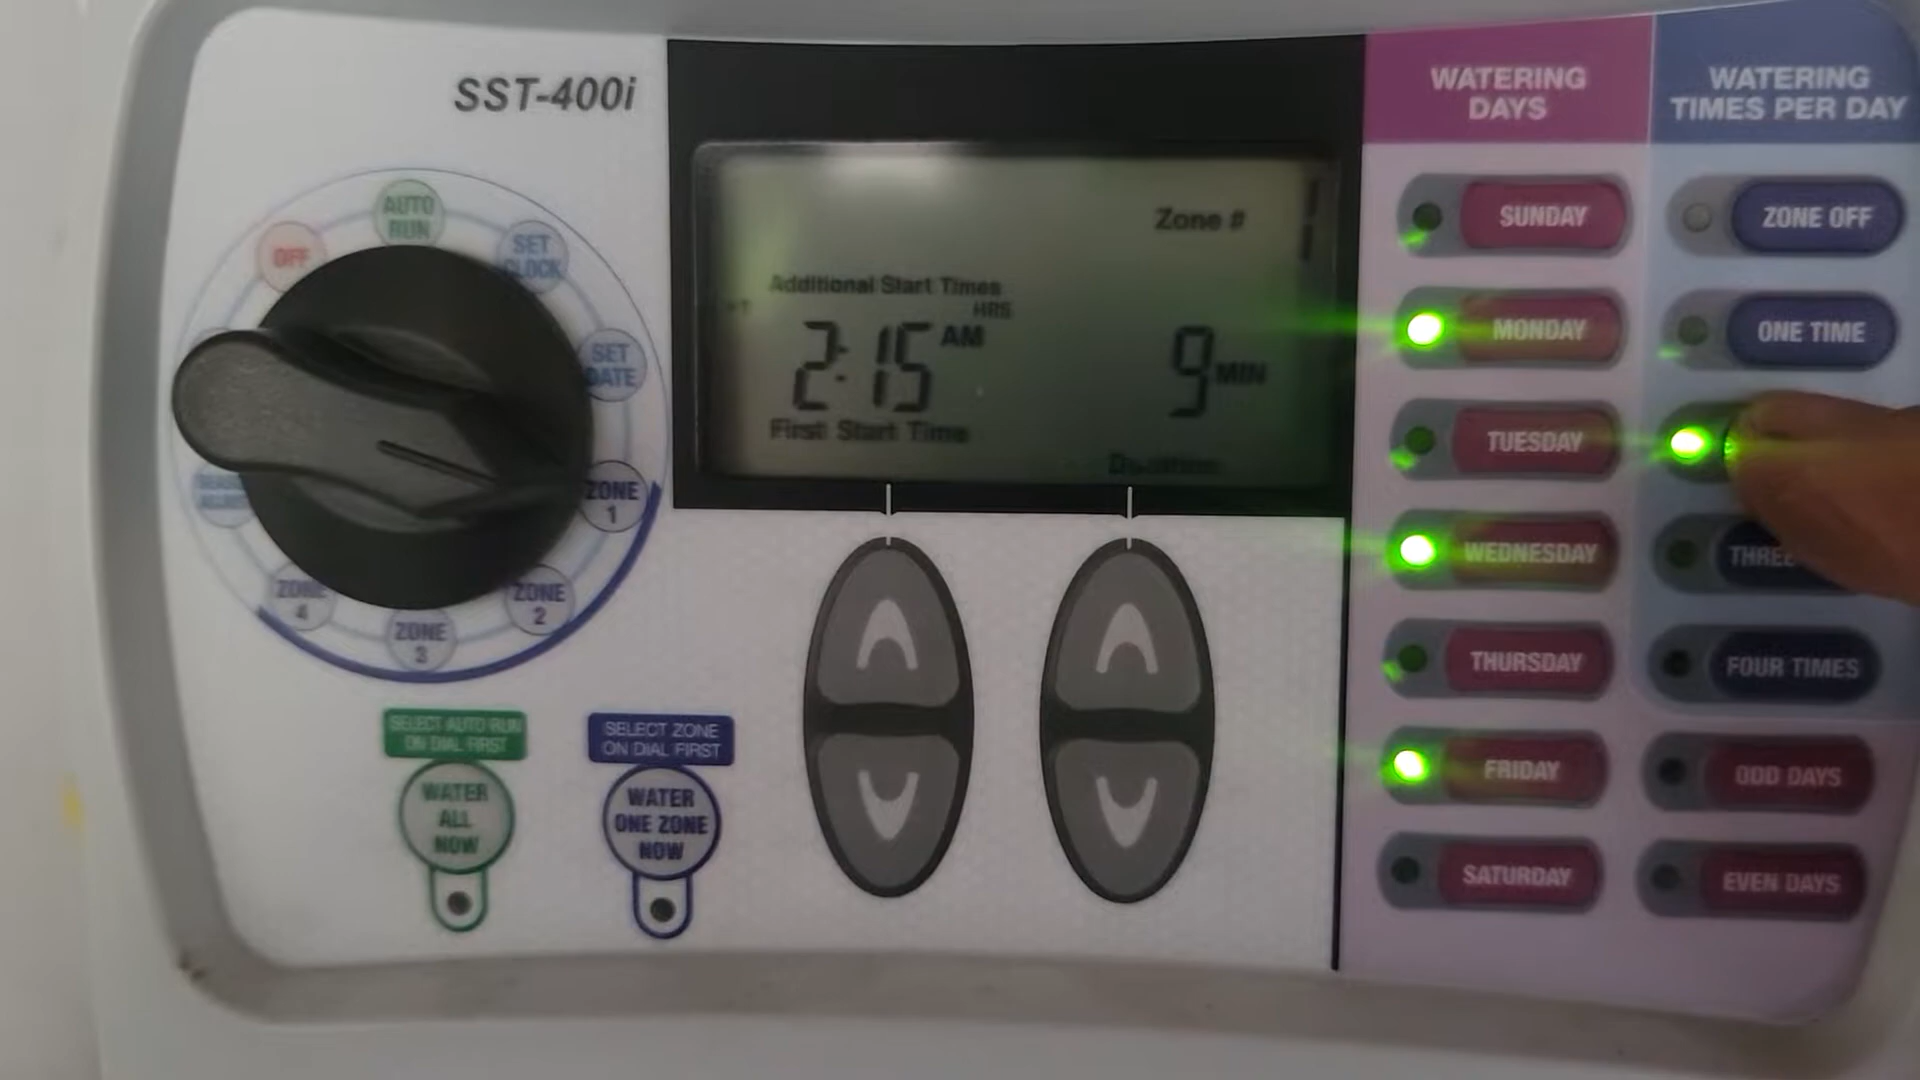 SST-400i
AUTO
RUN
OFF
SET
CLOCK
SET
DATE
ZONE
1
ZONE
2
ZONE
3
ZONE
4
Zone #
Additional Start Times
HRS
2:15 AM
9 MIN
First Start Time
Duration
SELECT AUTO RUN
ON DIAL FIRST
WATER
ALL
NOW
SELECT ZONE
ON DIAL FIRST
WATER
ONE ZONE
NOW
WATERING
DAYS
SUNDAY
MONDAY
TUESDAY
WEDNESDAY
THURSDAY
FRIDAY
SATURDAY
WATERING
TIMES PER DAY
ZONE OFF
ONE TIME
THREE
FOUR TIMES
ODD DAYS
EVEN DAYS